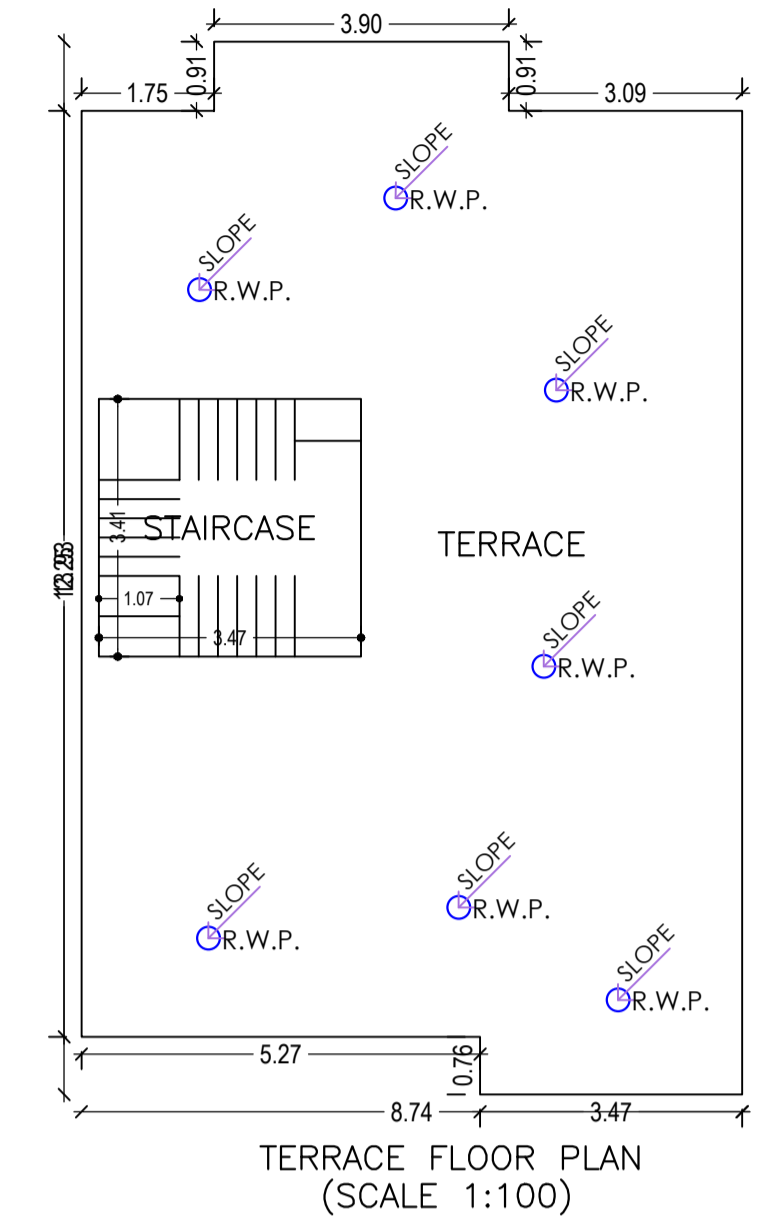 3.90
0.91
0.91
1.75
3.09
SLOPE
R.W.P.
SLOPE
R.W.P.
SLOPE
R.W.P.
3.41
STAIRCASE
TERRACE
1.07
3.47
SLOPE
R.W.P.
SLOPE
R.W.P.
SLOPE
R.W.P.
SLOPE
R.W.P.
5.27
0.76
8.74
3.47
TERRACE FLOOR PLAN
(SCALE 1:100)